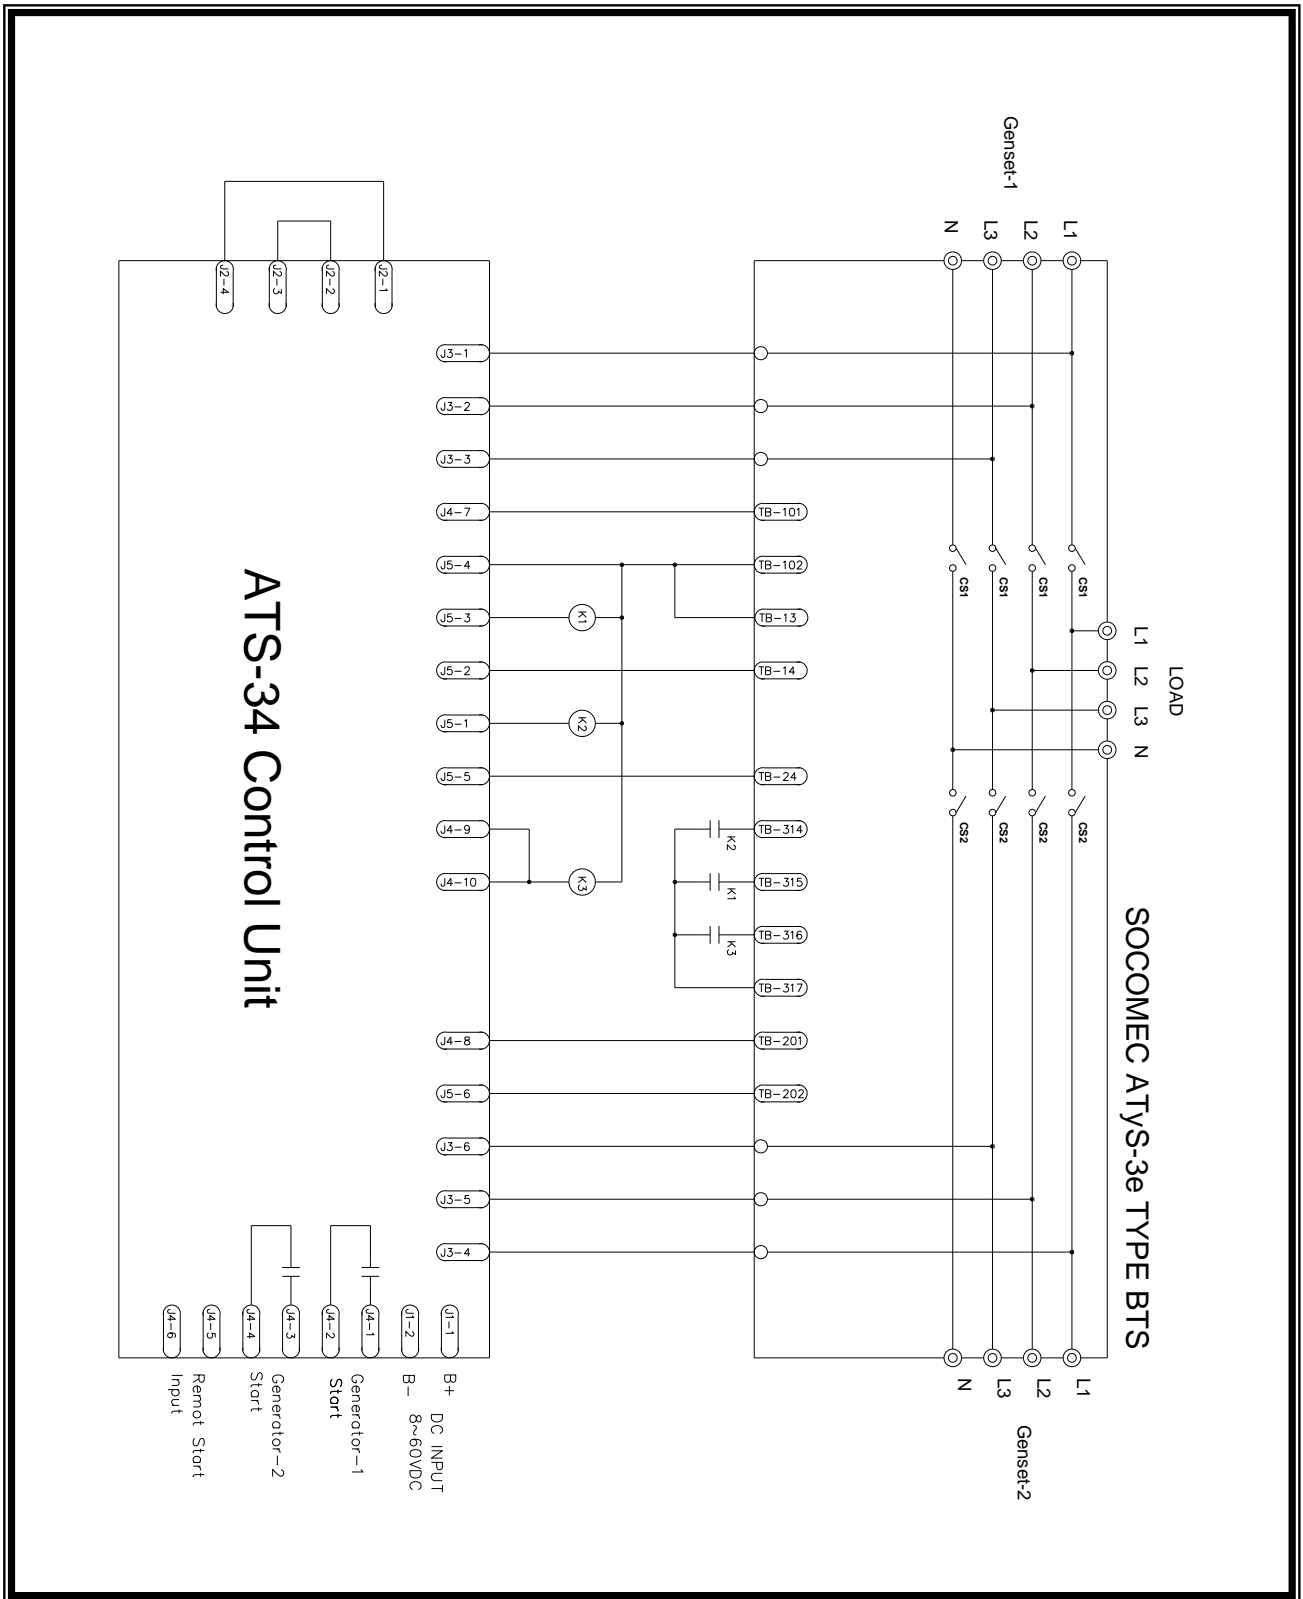 SOCOMEC ATyS-3e TYPE BTS
LOAD
L1
L2
L3
N
Genset-1
L1
L2
L3
N
CS1
CS1
CS1
CS1
CS2
CS2
CS2
CS2
L1
L2
L3
N
Genset-2
TB-101
TB-102
TB-13
TB-14
TB-24
TB-314
TB-315
TB-316
TB-317
TB-201
TB-202
K2
K1
K3
K1
K2
K3
J3-1
J3-2
J3-3
J4-7
J5-4
J5-3
J5-2
J5-1
J5-5
J4-9
J4-10
J4-8
J5-6
J3-6
J3-5
J3-4
J2-1
J2-2
J2-3
J2-4
ATS-34 Control Unit
J1-1
B+
DC INPUT
J1-2
B-
8~60VDC
J4-1
J4-2
Generator-1
Start
J4-3
J4-4
Generator-2
Start
J4-5
J4-6
Remot Start
Input